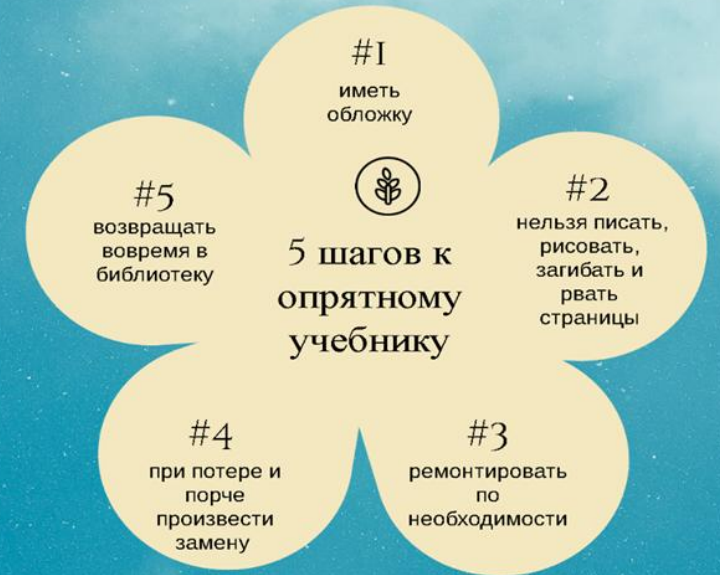 #1
иметь
обложку
#2
нельзя писать,
рисовать,
загибать и
рвать
страницы
5 шагов к
опрятному
учебнику
#5
возвращать
вовремя в
библиотеку
#4
при потере и
порче
произвести
замену
#3
ремонтировать
по
необходимости